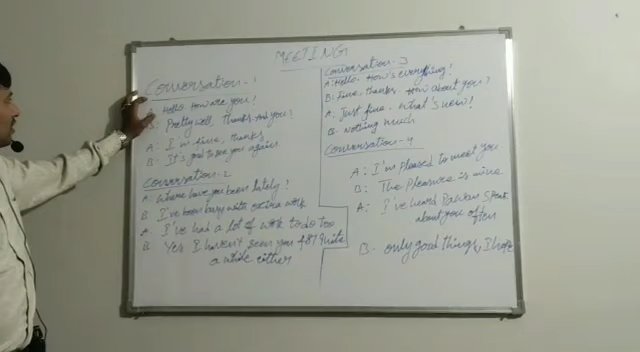 MEETING
Conversation-1
A: Hello. How are you?
B: Pretty well, Thanks. And you?
A: I'm fine, thanks
B: It's good to see you again.
Conversation-2
A: Where have you been lately?
B: I've been busy with extra work
A: I've had a lot of work to do too
B: Yes I haven't seen you for quite
a while either
Conversation-3
A: Hello. How's everything?
B: Fine, thanks. How about you?
A: Just fine. What's new?
B: Nothing much
Conversation-4
A: I'm pleased to meet you
B: The pleasure is mine
A: I've heard Pawan speak
about you often
B- only good things, I hope